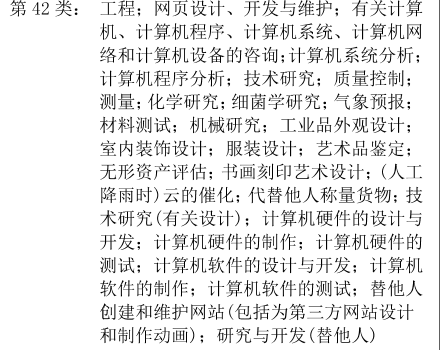 第 42 类： 工程；网页设计、开发与维护；有关计算
机、计算机程序、计算机系统、计算机网
络和计算机设备的咨询；计算机系统分析；
计算机程序分析；技术研究；质量控制；
测量；化学研究；细菌学研究；气象预报；
材料测试；机械研究；工业品外观设计；
室内装饰设计；服装设计；艺术品鉴定；
无形资产评估；书画刻印艺术设计；(人工
降雨时)云的催化；代替他人称量货物；技
术研究(有关设计)；计算机硬件的设计与
开发；计算机硬件的制作；计算机硬件的
测试；计算机软件的设计与开发；计算机
软件的制作；计算机软件的测试；替他人
创建和维护网站(包括为第三方网站设计
和制作动画)；研究与开发(替他人)